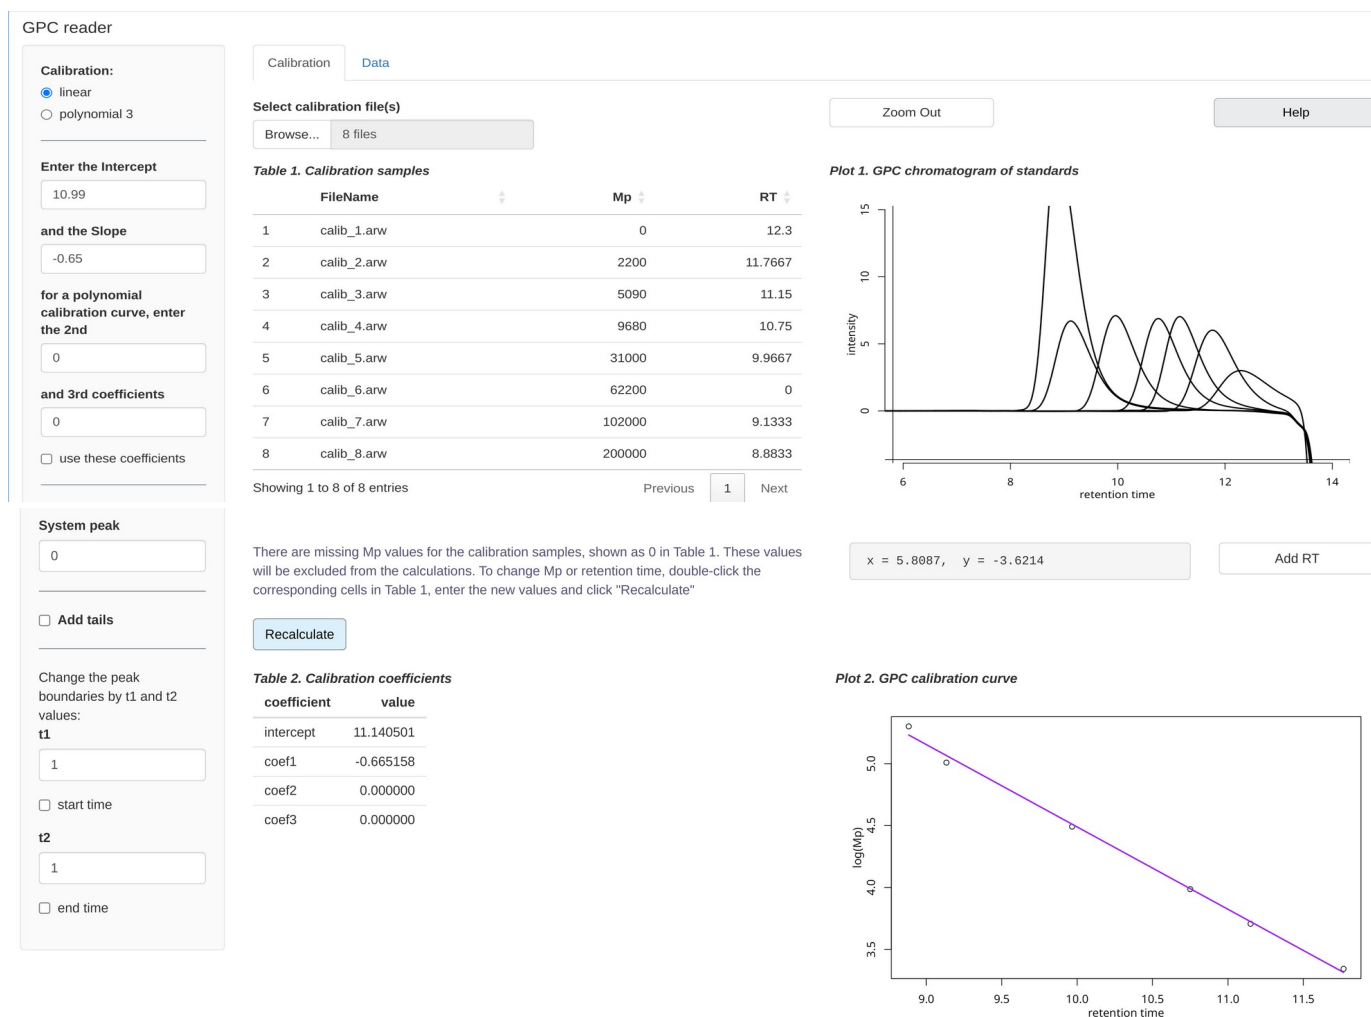 GPC reader
Calibration:
linear
polynomial 3
Enter the Intercept
10.99
and the Slope
-0.65
for a polynomial
calibration curve, enter
the 2nd
0
and 3rd coefficients
0
use these coefficients
System peak
0
Add tails
Change the peak
boundaries by t1 and t2
values:
t1
1
start time
t2
1
end time
Calibration Data
Select calibration file(s)
Browse... 8 files
Table 1. Calibration samples
FileName Mp RT
1 calib_1.arw 0 12.3
2 calib_2.arw 2200 11.7667
3 calib_3.arw 5090 11.15
4 calib_4.arw 9680 10.75
5 calib_5.arw 31000 9.9667
6 calib_6.arw 62200 0
7 calib_7.arw 102000 9.1333
8 calib_8.arw 200000 8.8833
Showing 1 to 8 of 8 entries Previous 1 Next
There are missing Mp values for the calibration samples, shown as 0 in Table 1. These values
will be excluded from the calculations. To change Mp or retention time, double-click the
corresponding cells in Table 1, enter the new values and click "Recalculate"
Recalculate
Table 2. Calibration coefficients
coefficient value
intercept 11.140501
coef1 -0.665158
coef2 0.000000
coef3 0.000000
Zoom Out Help
Plot 1. GPC chromatogram of standards
15
10
5
0
intensity
6 8 10 12 14
retention time
x = 5.8087, y = -3.6214 Add RT
Plot 2. GPC calibration curve
5.0
4.5
4.0
3.5
log(Mp)
9.0 9.5 10.0 10.5 11.0 11.5
retention time